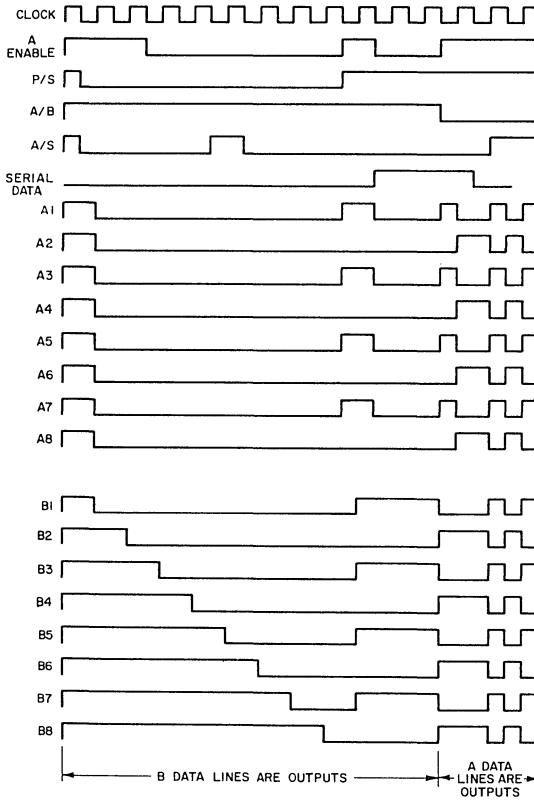 CLOCK
A
ENABLE
P/S
A/B
A/S
SERIAL
DATA
A1
A2
A3
A4
A5
A6
A7
A8
B1
B2
B3
B4
B5
B6
B7
B8
B DATA LINES ARE OUTPUTS
A DATA
LINES ARE
OUTPUTS